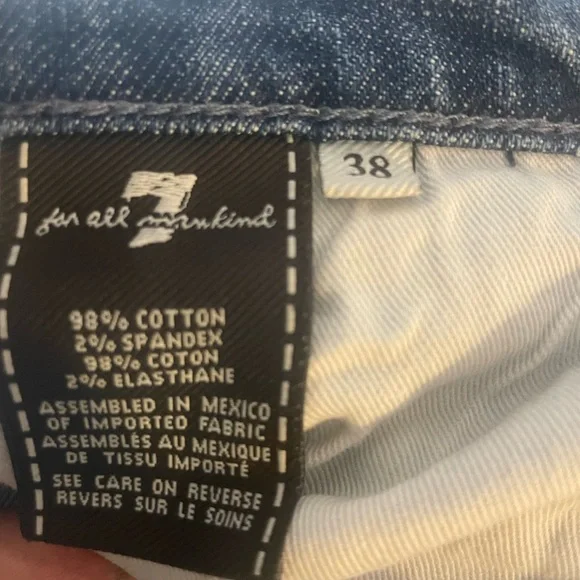 38
7
for all mankind
98% COTTON
2% SPANDEX
98% COTON
2% ELASTHANE
ASSEMBLED IN MEXICO
OF IMPORTED FABRIC
ASSEMBLÉS AU MEXIQUE
DE TISSU IMPORTÉ
SEE CARE ON REVERSE
REVERS SUR LE SOINS